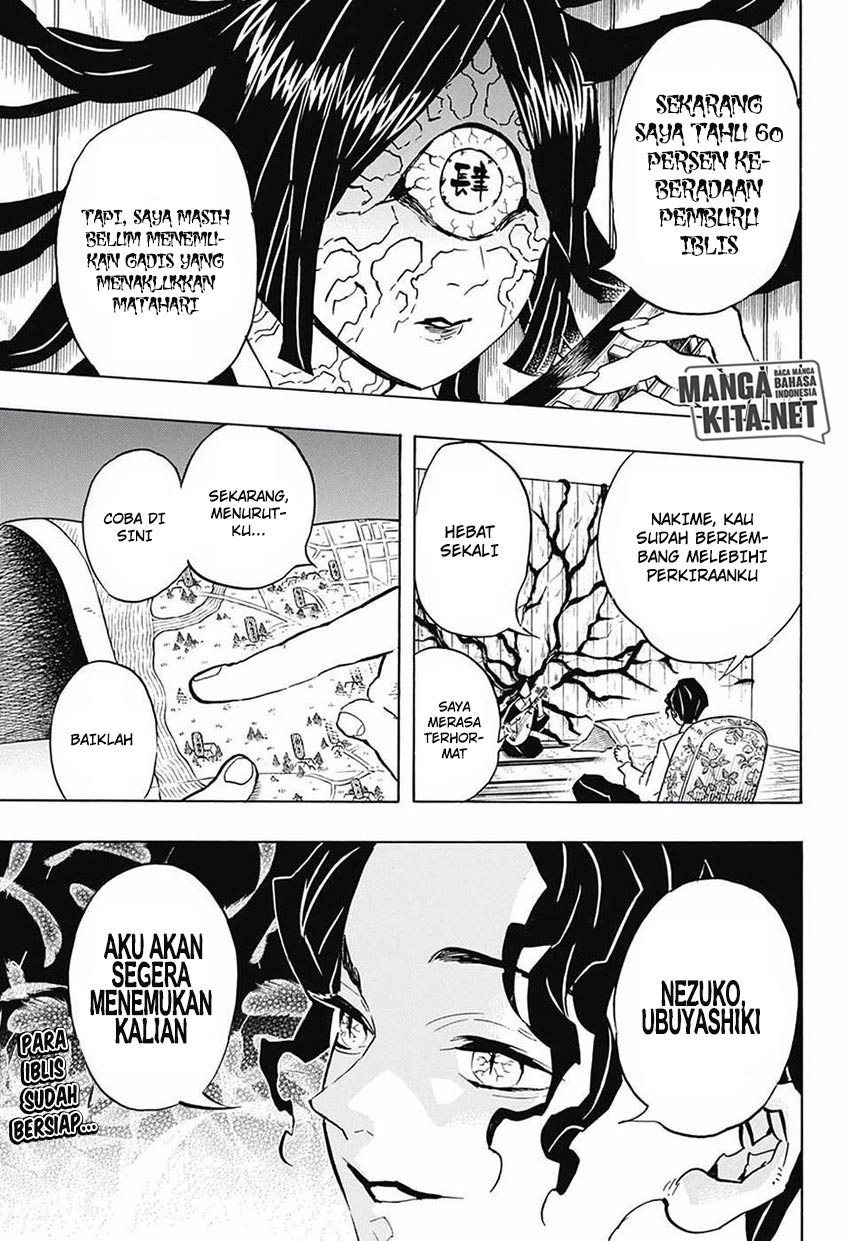 SEKARANG
SAYA TAHU 60
PERSEN KE-
BERADAAN
PEMBURU
IBLIS
肆
TAPI, SAYA MASIH
BELUM MENEMU-
KAN GADIS YANG
MENAKLUKKAN
MATAHARI
MANGA
KITA.NET
BACA MANGA
BAHASA
INDONESIA
NAKIME, KAU
SUDAH BERKEM-
BANG MELEBIHI
PERKIRAANKU
HEBAT
SEKALI
SAYA
MERASA
TERHOR-
MAT
SEKARANG,
MENURUT-
KU...
COBA DI
SINI
BAIKLAH
NEZUKO,
UBUYASHIKI
AKU AKAN
SEGERA
MENEMUKAN
KALIAN
PARA
IBLIS
SUDAH
BERSIAP...